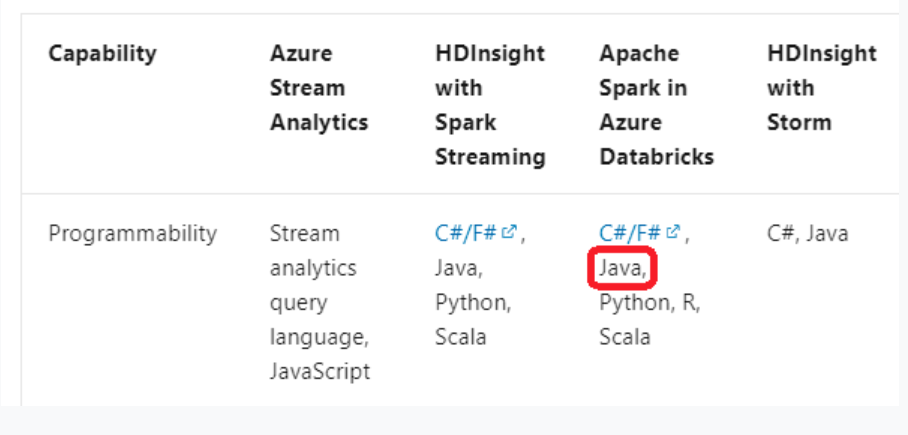 Capability
Azure
Stream
Analytics
HDInsight
with
Spark
Streaming
Apache
Spark in
Azure
Databricks
HDInsight
with
Storm
Programmability
Stream
analytics
query
language,
JavaScript
C#/F#,
Java,
Python,
Scala
C#/F#,
Java,
Python, R,
Scala
C#, Java